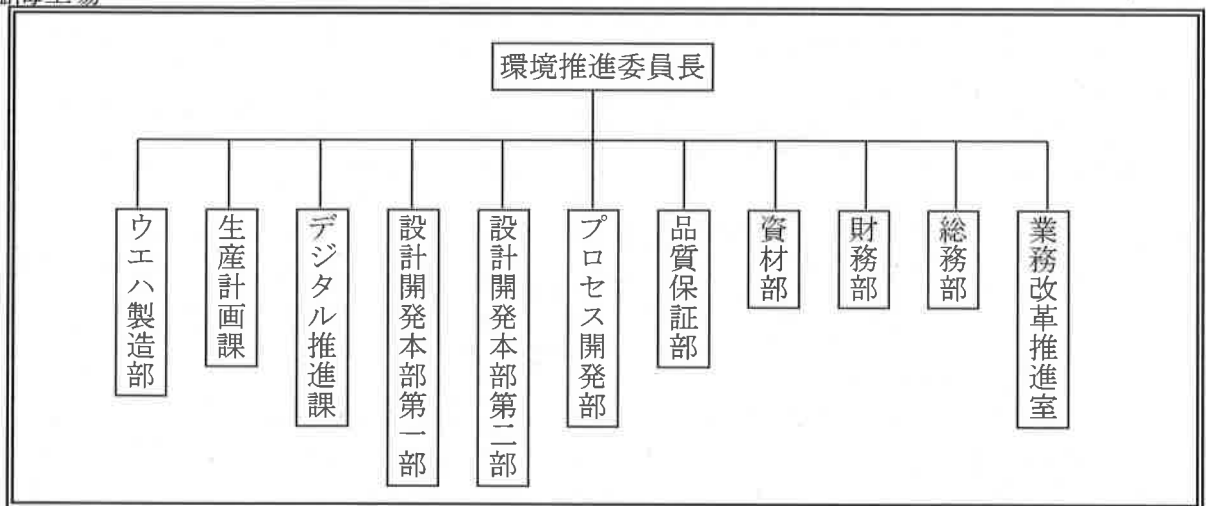 環境推進委員長
ウエハ製造部
生産計画課
デジタル推進課
設計開発本部第一部
設計開発本部第二部
プロセス開発部
品質保証部
資材部
財務部
総務部
業務改革推進室